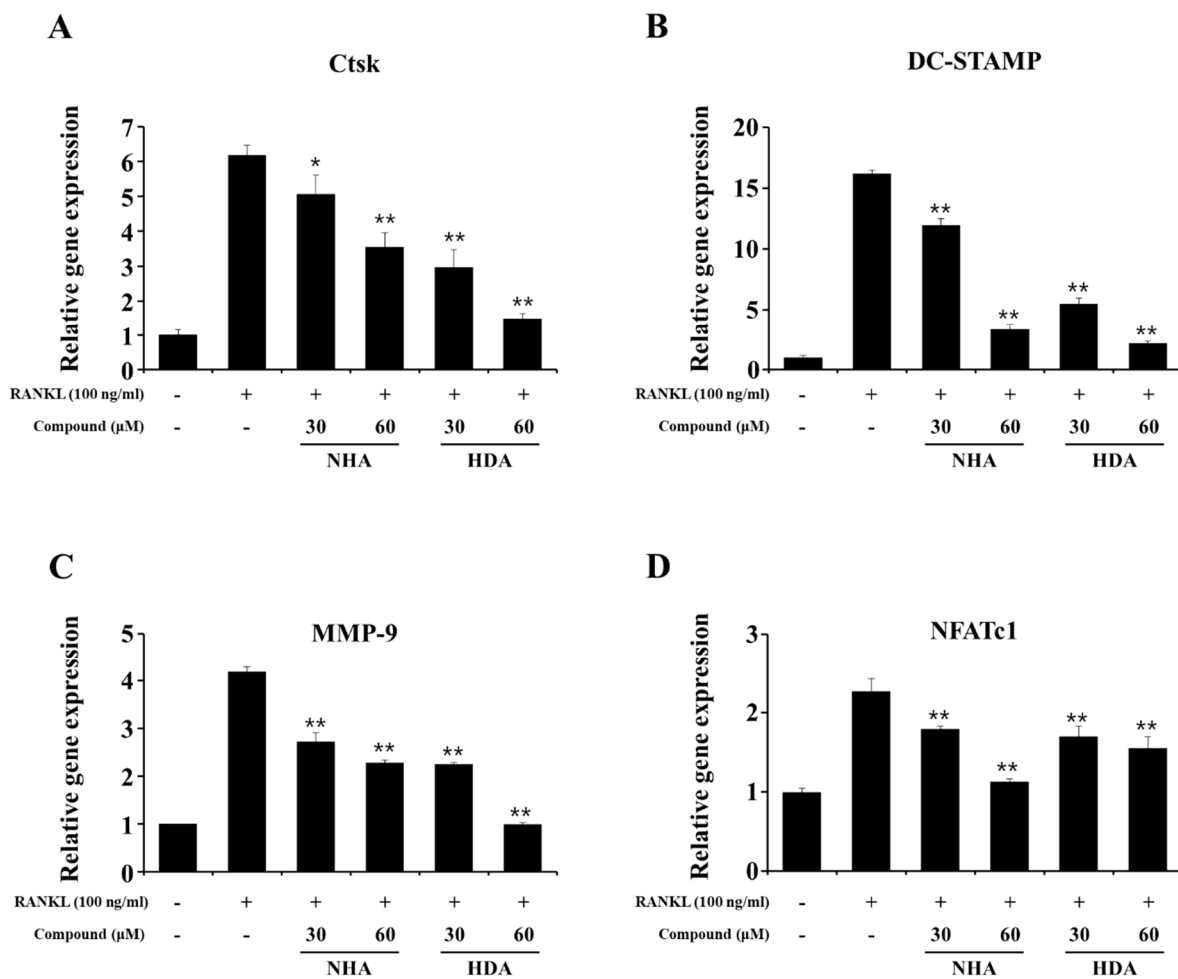 A
Ctsk
Relative gene expression
7
6
5
4
3
2
1
0
*
**
**
**
RANKL (100 ng/ml) - + + + + +
Compound (µM) - - 30 60 30 60
NHA HDA
B
DC-STAMP
Relative gene expression
20
15
10
5
0
**
**
**
**
RANKL (100 ng/ml) - + + + + +
Compound (µM) - - 30 60 30 60
NHA HDA
C
MMP-9
Relative gene expression
5
4
3
2
1
0
**
**
**
**
RANKL (100 ng/ml) - + + + + +
Compound (µM) - - 30 60 30 60
NHA HDA
D
NFATc1
Relative gene expression
3
2
1
0
**
**
**
**
RANKL (100 ng/ml) - + + + + +
Compound (µM) - - 30 60 30 60
NHA HDA